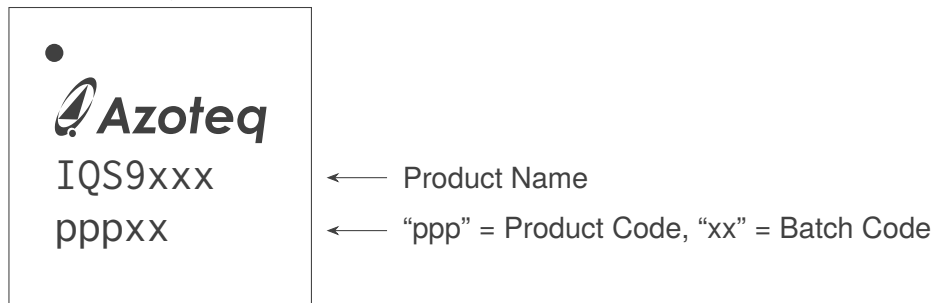 Azoteq
IQS9xxx
Product Name
pppxx
“ppp” = Product Code, “xx” = Batch Code